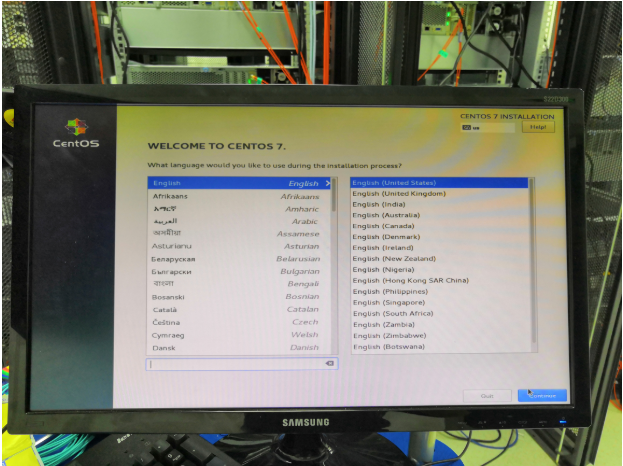 S22D300
CentOS
CENTOS 7 INSTALLATION
us
Help!
WELCOME TO CENTOS 7.
What language would you like to use during the installation process?
English English >
Afrikaans Afrikaans
አማርኛ Amharic
العربية Arabic
অসমীয়া Assamese
Asturianu Asturian
Беларуская Belarusian
Български Bulgarian
বাংলা Bengali
Bosanski Bosnian
Català Catalan
Čeština Czech
Cymraeg Welsh
Dansk Danish
English (United States)
English (United Kingdom)
English (India)
English (Australia)
English (Canada)
English (Denmark)
English (Ireland)
English (New Zealand)
English (Nigeria)
English (Hong Kong SAR China)
English (Philippines)
English (Singapore)
English (South Africa)
English (Zambia)
English (Zimbabwe)
English (Botswana)
Quit
Continue
SAMSUNG